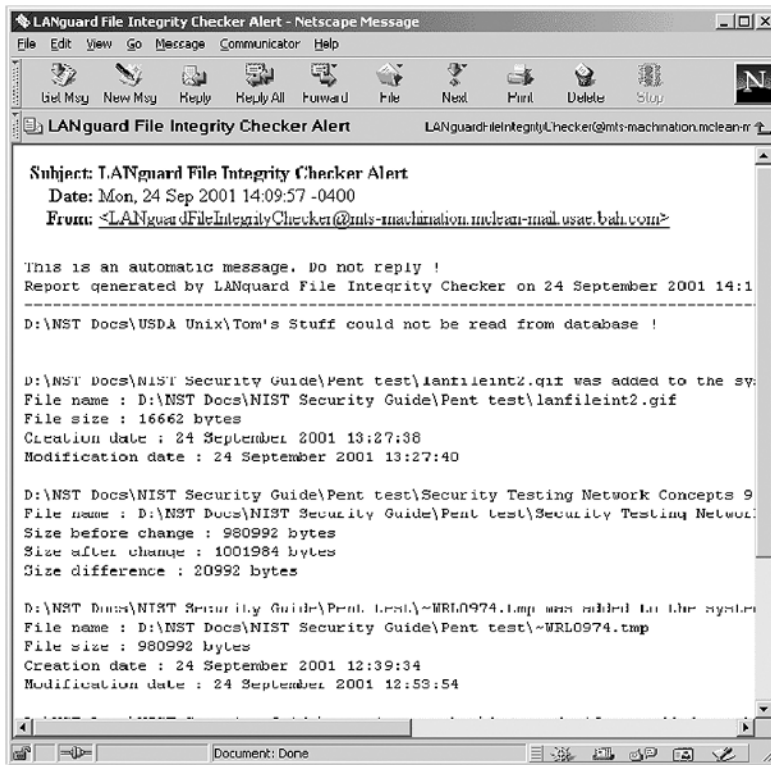 LANguard File Integrity Checker Alert - Netscape Message
File Edit View Go Message Communicator Help
Get Msg New Msg Reply Reply All Forward File Next Print Delete Stop
N
LANguard File Integrity Checker Alert LANguardFileIntegrityChecker@mts-machination.mclean-m
Subject: LANguard File Integrity Checker Alert
Date: Mon, 24 Sep 2001 14:09:57 -0400
From: <LANguardFileIntegrityChecker@mts-machination.mclean-mail.usae.bah.com>
This is an automatic message. Do not reply !
Report generated by LANguard File Integrity Checker on 24 September 2001 14:1
D:\NST Docs\USDA Unix\Tom's Stuff could not be read from database !
D:\NST Docs\NIST Security Guide\Pent test\lanfileint2.gif was added to the sy
File name : D:\NST Docs\NIST Security Guide\Pent test\lanfileint2.gif
File size : 16662 bytes
Creation date : 24 September 2001 13:27:38
Modification date : 24 September 2001 13:27:40
D:\NST Docs\NIST Security Guide\Pent test\Security Testing Network Concepts 9
File name : D:\NST Docs\NIST Security Guide\Pent test\Security Testing Networ
Size before change : 980992 bytes
Size after change : 1001984 bytes
Size difference : 20992 bytes
D:\NST Docs\NIST Security Guide\Pent test\~WRL0974.tmp was added to the syste
File name : D:\NST Docs\NIST Security Guide\Pent test\~WRL0974.tmp
File size : 980992 bytes
Creation date : 24 September 2001 12:39:34
Modification date : 24 September 2001 12:53:54
Document: Done